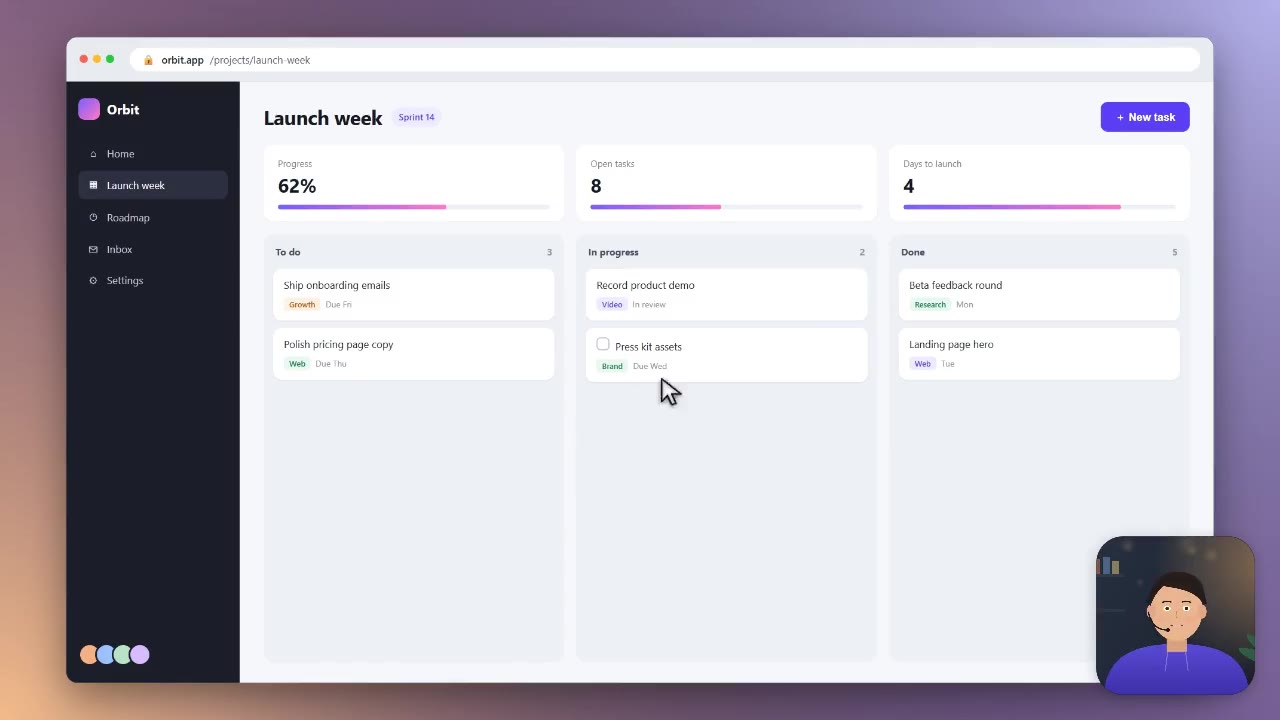 orbit.app /projects/launch-week
Orbit
Home
Launch week
Roadmap
Inbox
Settings
Launch week Sprint 14
+ New task
Progress
62%
Open tasks
8
Days to launch
4
To do 3
Ship onboarding emails
Growth Due Fri
Polish pricing page copy
Web Due Thu
In progress 2
Record product demo
Video In review
Press kit assets
Brand Due Wed
Done 5
Beta feedback round
Research Mon
Landing page hero
Web Tue